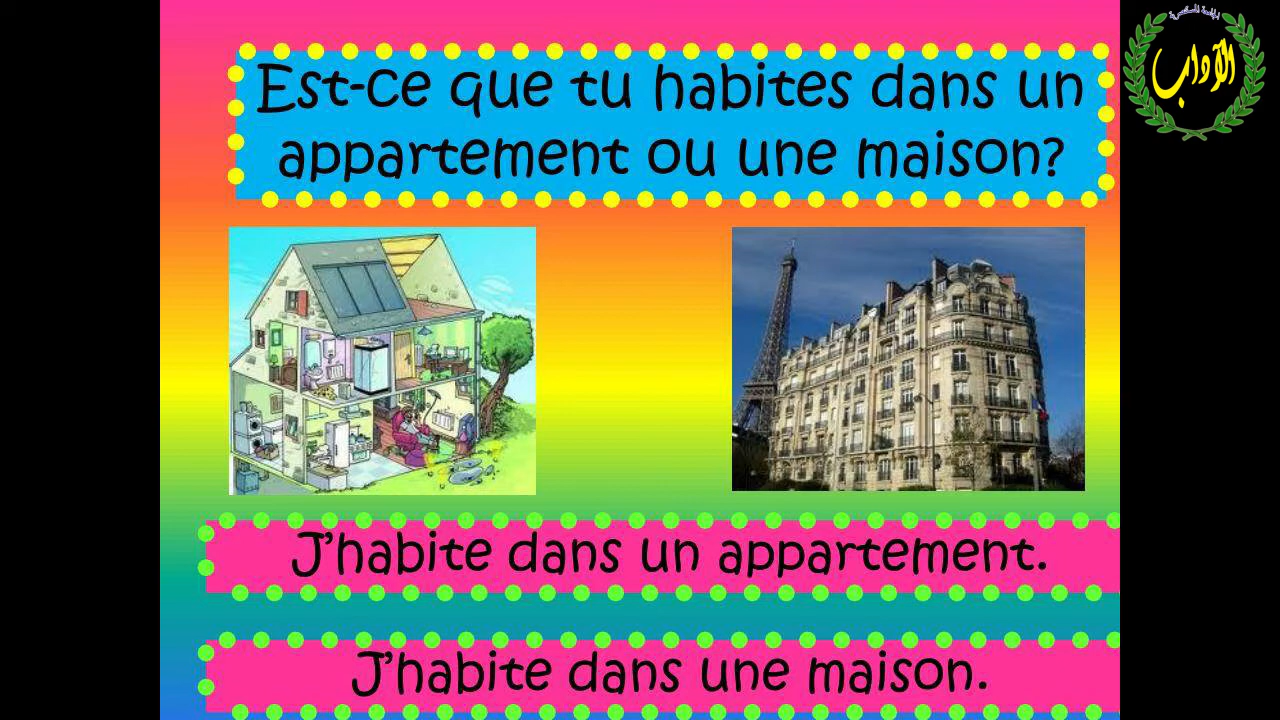 Est-ce que tu habites dans un
appartement ou une maison?
J'habite dans un appartement.
J'habite dans une maison.
الآداب